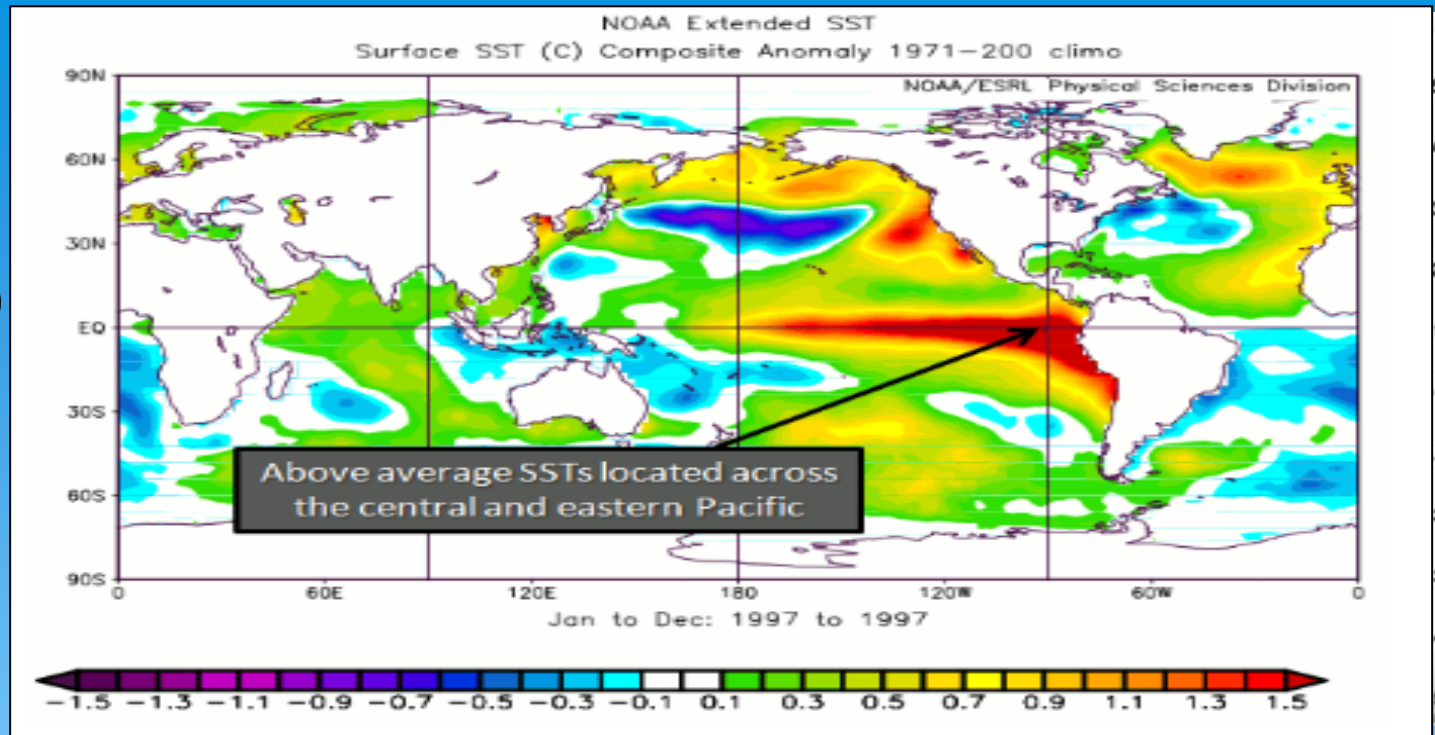 NOAA Extended SST
Surface SST (C) Composite Anomaly 1971-200 climo
90N
NOAA/ESRL Physical Sciences Division
60N
30N
EQ
30S
60S
90S
Above average SSTs located across
the central and eastern Pacific
0 60E 120E 180 120W 60W 0
Jan to Dec: 1997 to 1997
-1.5 -1.3 -1.1 -0.9 -0.7 -0.5 -0.3 -0.1 0.1 0.3 0.5 0.7 0.9 1.1 1.3 1.5